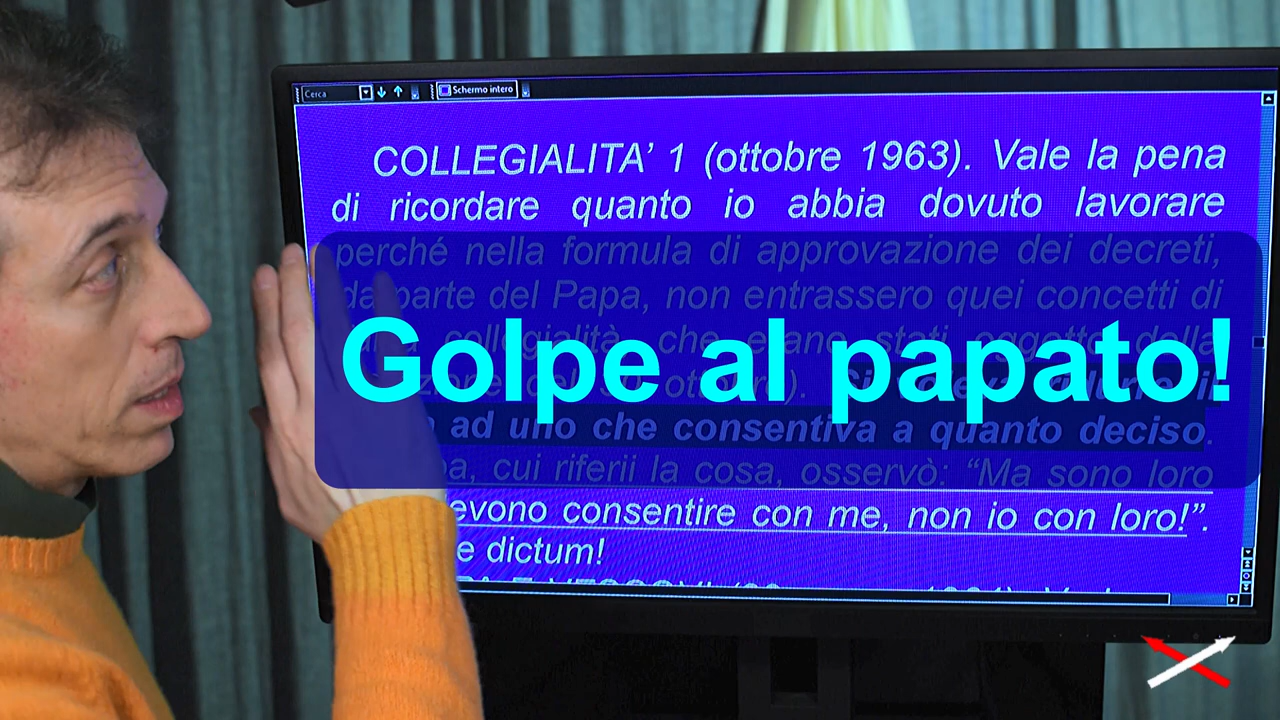 Cerca
Schermo intero
COLLEGIALITA' 1 (ottobre 1963). Vale la pena
di ricordare quanto io abbia dovuto lavorare
perché nella formula di approvazione dei decreti,
da parte del Papa, non entrassero quei concetti di
collegialità, che erano stati oggetto della
Golpe al papato!
ad uno che consentiva a quanto deciso.
cui riferii la cosa, osservò: “Ma sono loro
consentire con me, non io con loro!”.
e dictum!